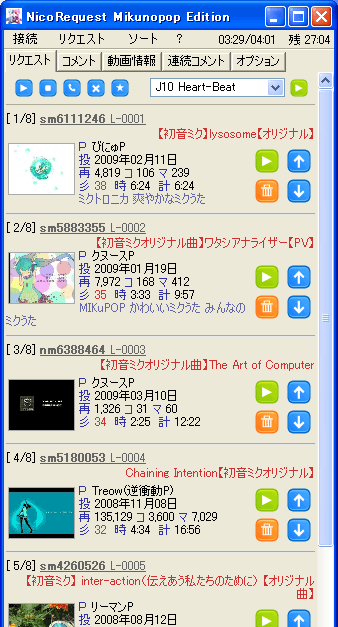 NicoRequest Mikunopop Edition
接続 リクエスト ソート ? 03:29/04:01 残 27:04
リクエスト コメント 動画情報 連続コメント オプション
J10 Heart-Beat
[1/8] sm6111246 L-0001
【初音ミク】lysosome【オリジナル】
P ぴにゅP
投 2009年02月11日
再 4,819 コ 106 マ 239
彡 38 時 6:24 計 6:24
ミクトロニカ 爽やかなミクうた
[2/8] sm5883355 L-0002
【初音ミクオリジナル曲】ワタシアナライザー【PV】
P クヌースP
投 2009年01月19日
再 7,972 コ 168 マ 412
彡 35 時 3:33 計 9:57
MIKuPOP かわいいミクうた みんなの
ミクうた
[3/8] nm6388464 L-0003
【初音ミクオリジナル曲】The Art of Computer
P クヌースP
投 2009年03月10日
再 1,326 コ 31 マ 60
彡 34 時 2:25 計 12:22
[4/8] sm5180053 L-0004
Chaining Intention【初音ミクオリジナル】
P Treow(逆衝動P)
投 2008年11月08日
再 135,129 コ 3,600 マ 7,029
彡 32 時 4:34 計 16:56
[5/8] sm4260526 L-0005
【初音ミク】 inter-action(伝えあう私たちのために) 【オリジナル
曲】
P リーマンP
投 2008年08月12日